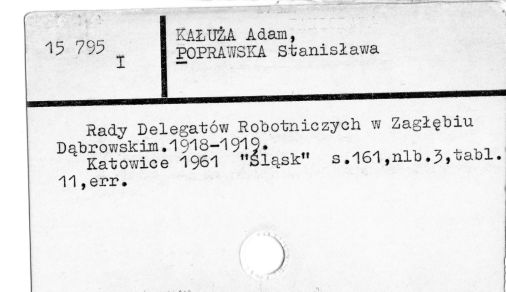 15 795
I
KAŁUŻA Adam,
POPRAWSKA Stanisława
Rady Delegatów Robotniczych w Zagłębiu
Dąbrowskim.1918-1919.
Katowice 1961 "Śląsk" s.161,nlb.3,tabl.
11,err.